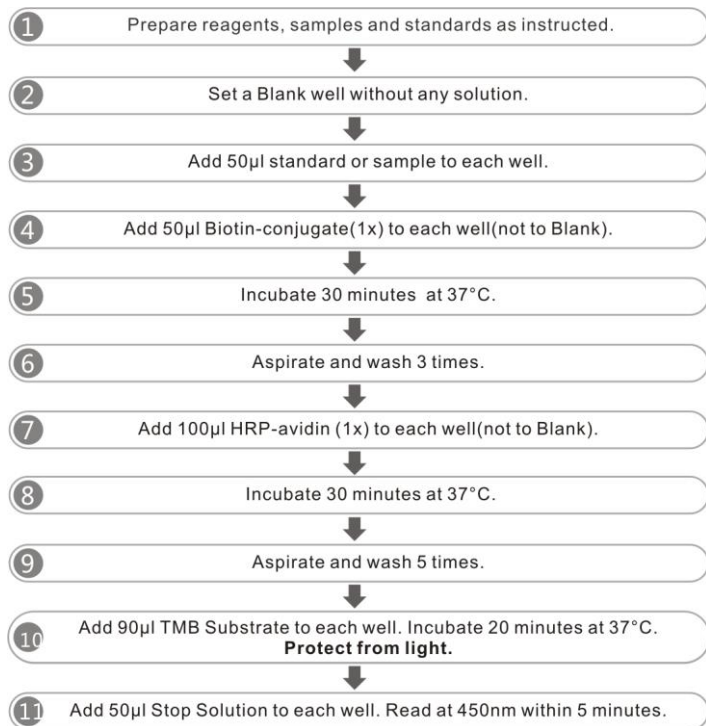 1 Prepare reagents, samples and standards as instructed.
2 Set a Blank well without any solution.
3 Add 50µl standard or sample to each well.
4 Add 50µl Biotin-conjugate(1x) to each well(not to Blank).
5 Incubate 30 minutes at 37°C.
6 Aspirate and wash 3 times.
7 Add 100µl HRP-avidin (1x) to each well(not to Blank).
8 Incubate 30 minutes at 37°C.
9 Aspirate and wash 5 times.
10 Add 90µl TMB Substrate to each well. Incubate 20 minutes at 37°C.
Protect from light.
11 Add 50µl Stop Solution to each well. Read at 450nm within 5 minutes.